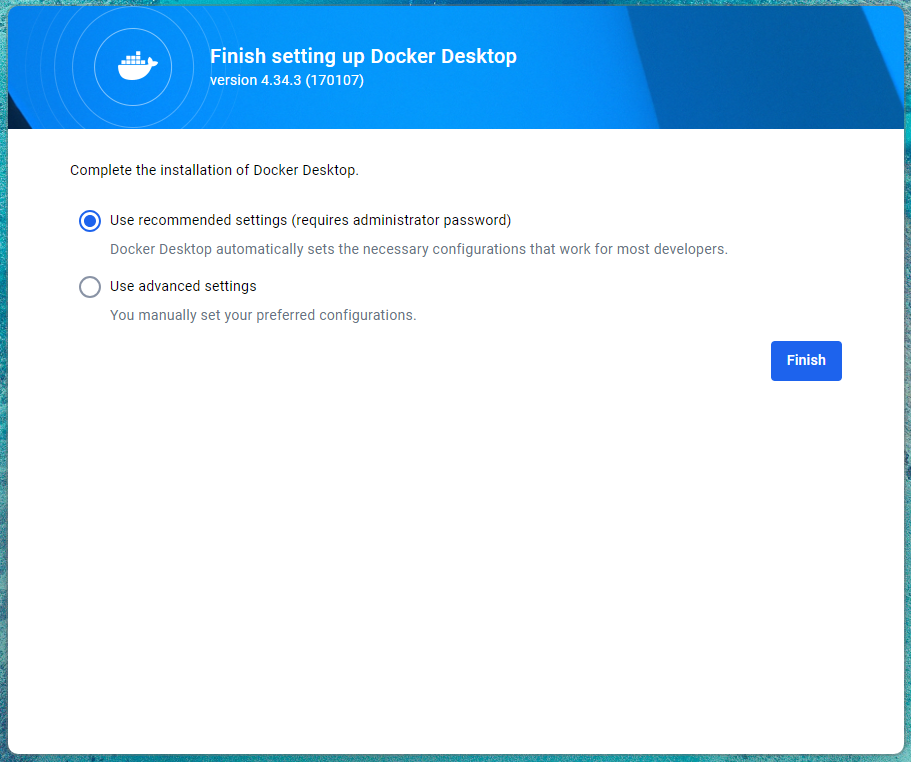 Finish setting up Docker Desktop
version 4.34.3 (170107)
Complete the installation of Docker Desktop.
Use recommended settings (requires administrator password)
Docker Desktop automatically sets the necessary configurations that work for most developers.
Use advanced settings
You manually set your preferred configurations.
Finish